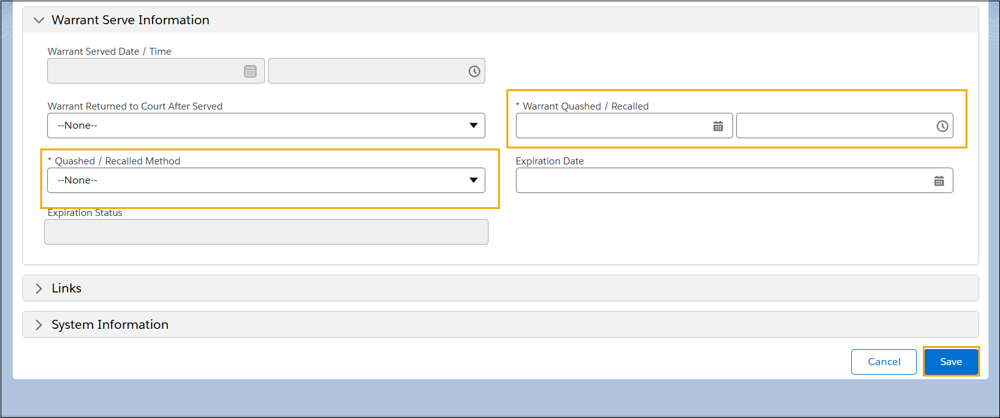 Warrant Serve Information
Warrant Served Date / Time
Warrant Returned to Court After Served
--None--
* Warrant Quashed / Recalled
* Quashed / Recalled Method
--None--
Expiration Date
Expiration Status
Links
System Information
Cancel
Save